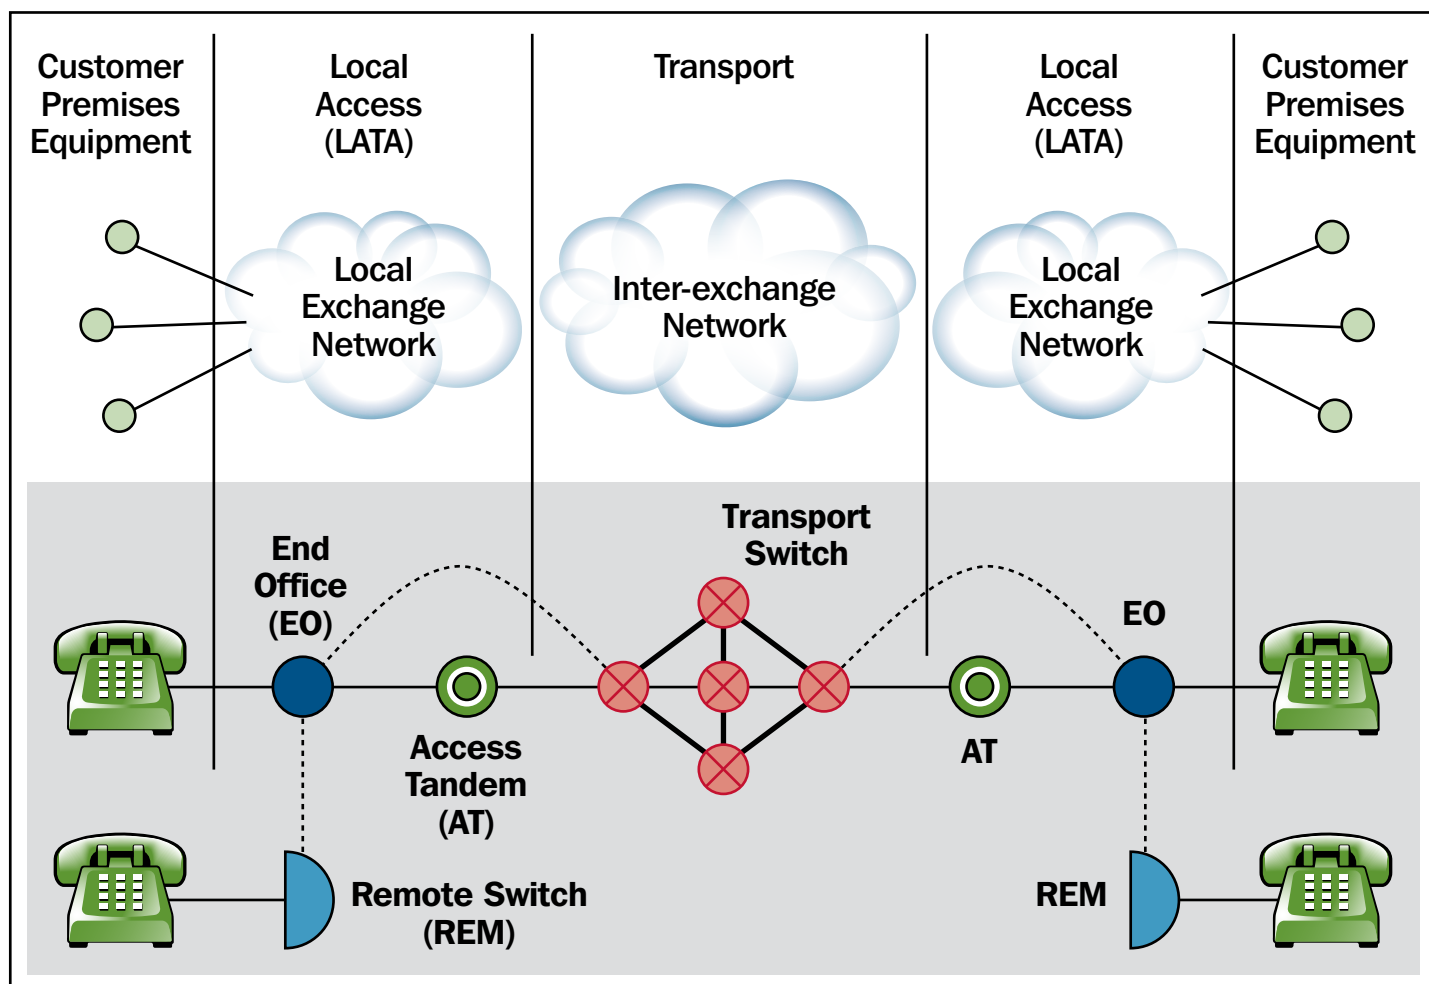 Customer
Premises
Equipment
Local
Access
(LATA)
Transport
Local
Access
(LATA)
Customer
Premises
Equipment
Local
Exchange
Network
Inter-exchange
Network
Local
Exchange
Network
Transport
Switch
End
Office
(EO)
EO
Access
Tandem
(AT)
AT
Remote Switch
(REM)
REM